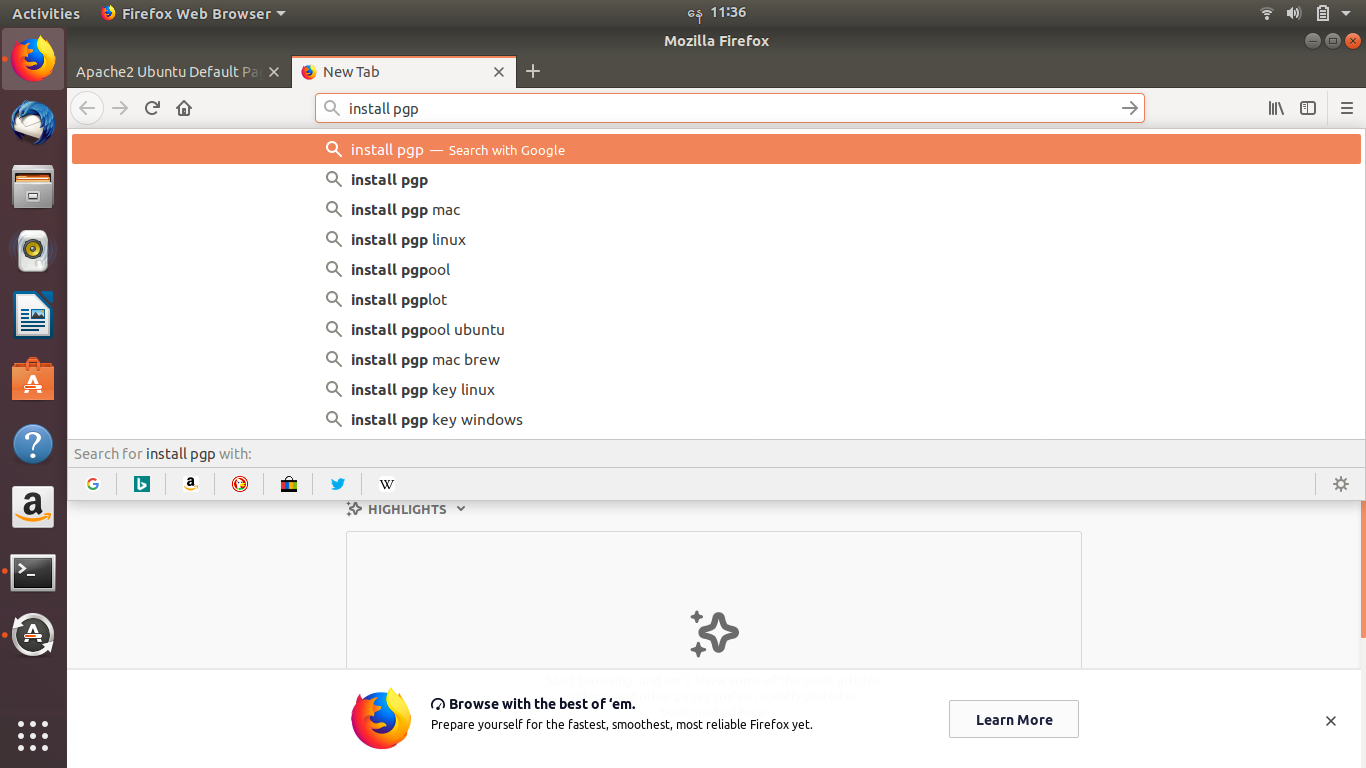 Activities Firefox Web Browser နေ 11:36
Mozilla Firefox
Apache2 Ubuntu Default Pa New Tab
install pgp
install pgp — Search with Google
install pgp
install pgp mac
install pgp linux
install pgpool
install pgplot
install pgpool ubuntu
install pgp mac brew
install pgp key linux
install pgp key windows
Search for install pgp with:
HIGHLIGHTS
Browse with the best of ‘em.
Prepare yourself for the fastest, smoothest, most reliable Firefox yet.
Learn More